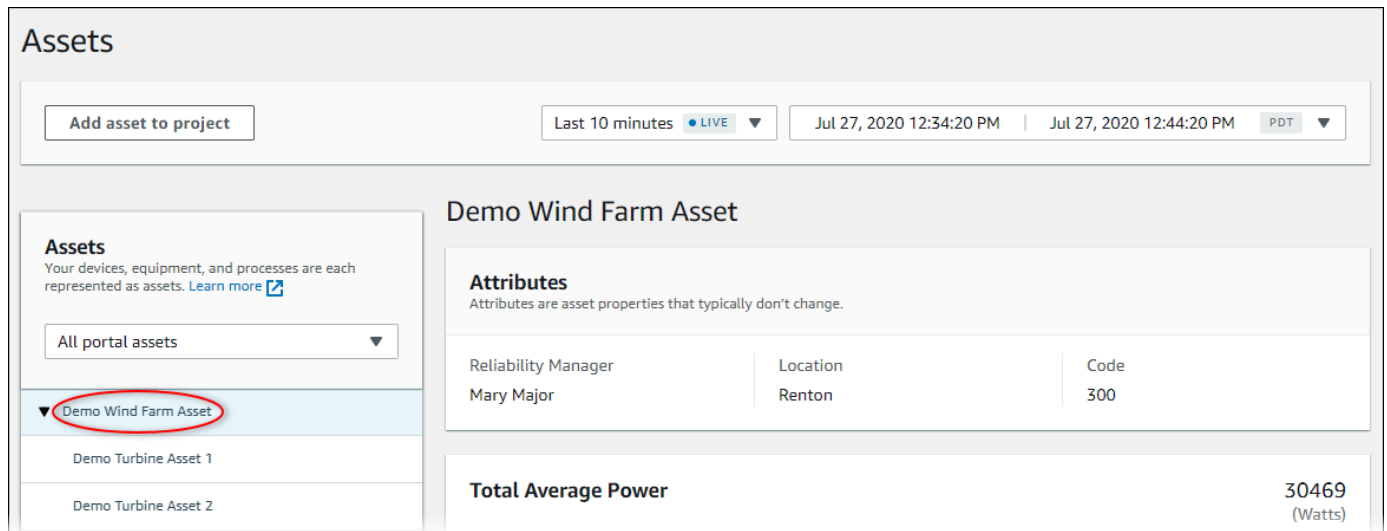 Assets
Add asset to project
Last 10 minutes LIVE
Jul 27, 2020 12:34:20 PM | Jul 27, 2020 12:44:20 PM PDT
Assets
Your devices, equipment, and processes are each
represented as assets. Learn more
All portal assets
Demo Wind Farm Asset
Demo Turbine Asset 1
Demo Turbine Asset 2
Demo Wind Farm Asset
Attributes
Attributes are asset properties that typically don't change.
Reliability Manager
Mary Major
Location
Renton
Code
300
Total Average Power
30469
(Watts)